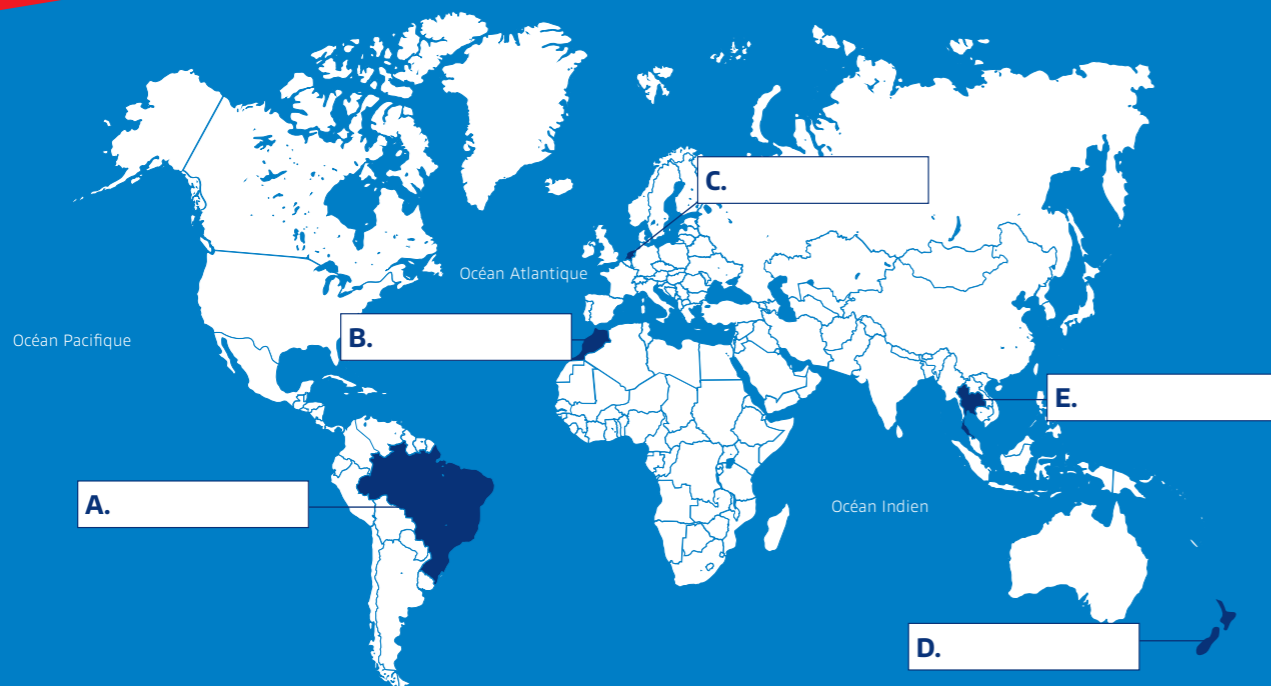 C.
Océan Atlantique
B.
Océan Pacifique
E.
A.
Océan Indien
D.